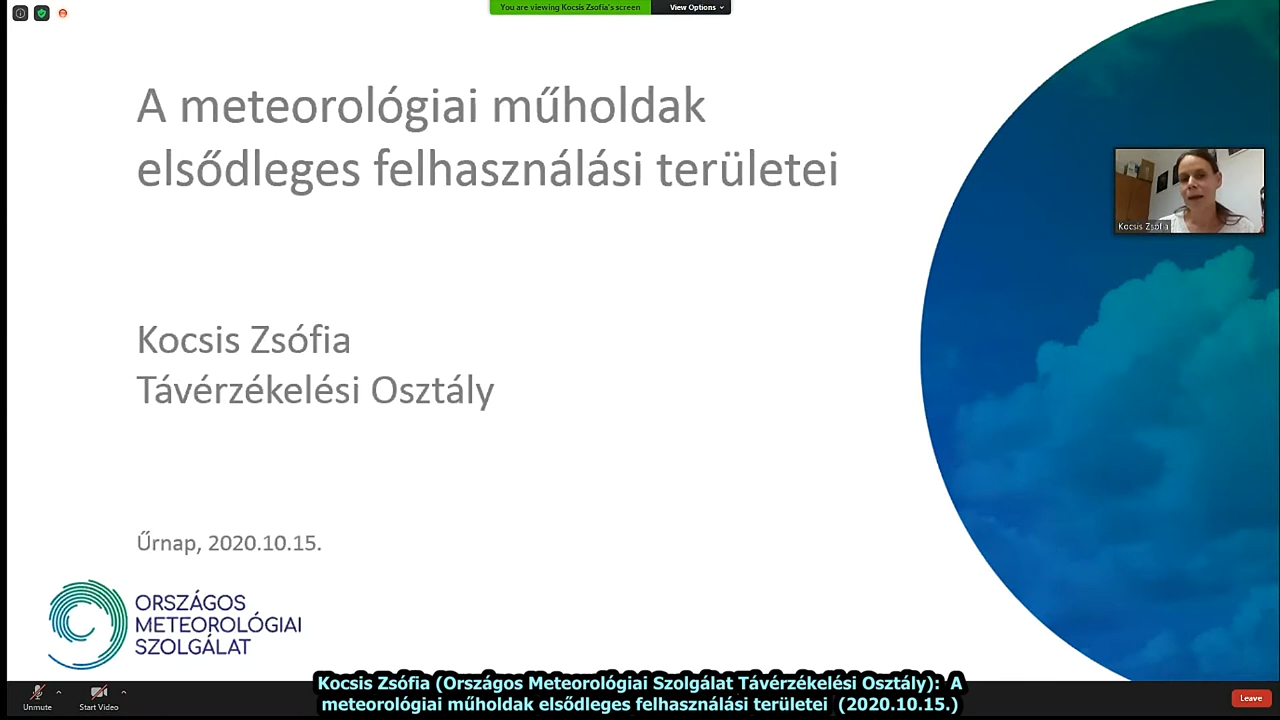 You are viewing Kocsis Zsofia's screen
View Options
A meteorológiai műholdak
elsődleges felhasználási területei
Kocsis Zsófia
Kocsis Zsófia
Távérzékelési Osztály
Űrnap, 2020.10.15.
ORSZÁGOS
METEOROLÓGIAI
SZOLGÁLAT
Kocsis Zsófia (Országos Meteorológiai Szolgálat Távérzékelési Osztály): A
meteorológiai műholdak elsődleges felhasználási területei (2020.10.15.)
Unmute
Start Video
Leave